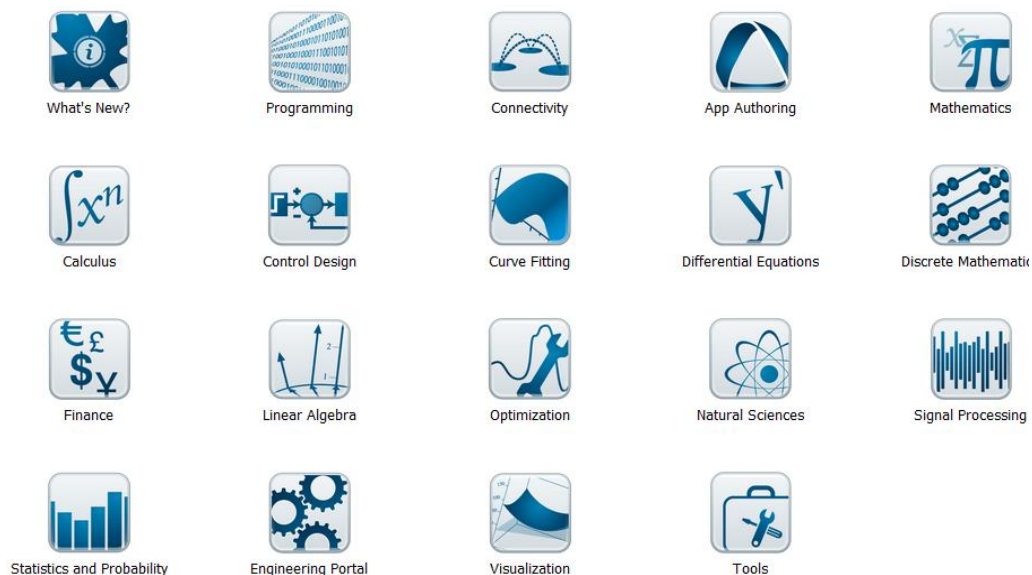 What's New?
Programming
Connectivity
App Authoring
Mathematics
Calculus
Control Design
Curve Fitting
Differential Equations
Discrete Mathematic
Finance
Linear Algebra
Optimization
Natural Sciences
Signal Processing
Statistics and Probability
Engineering Portal
Visualization
Tools